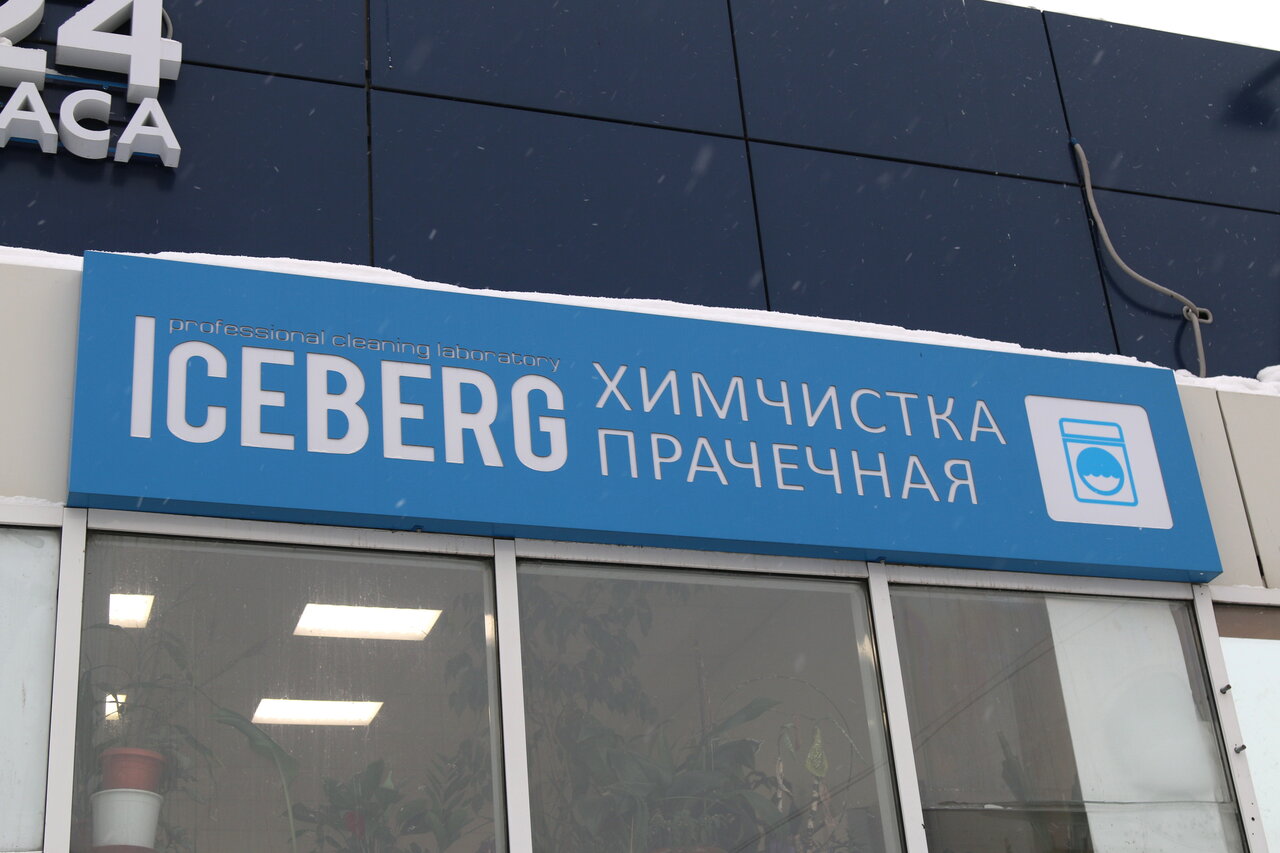 24
АСА
professional cleaning laboratory
ICEBERG
ХИМЧИСТКА
ПРАЧЕЧНАЯ